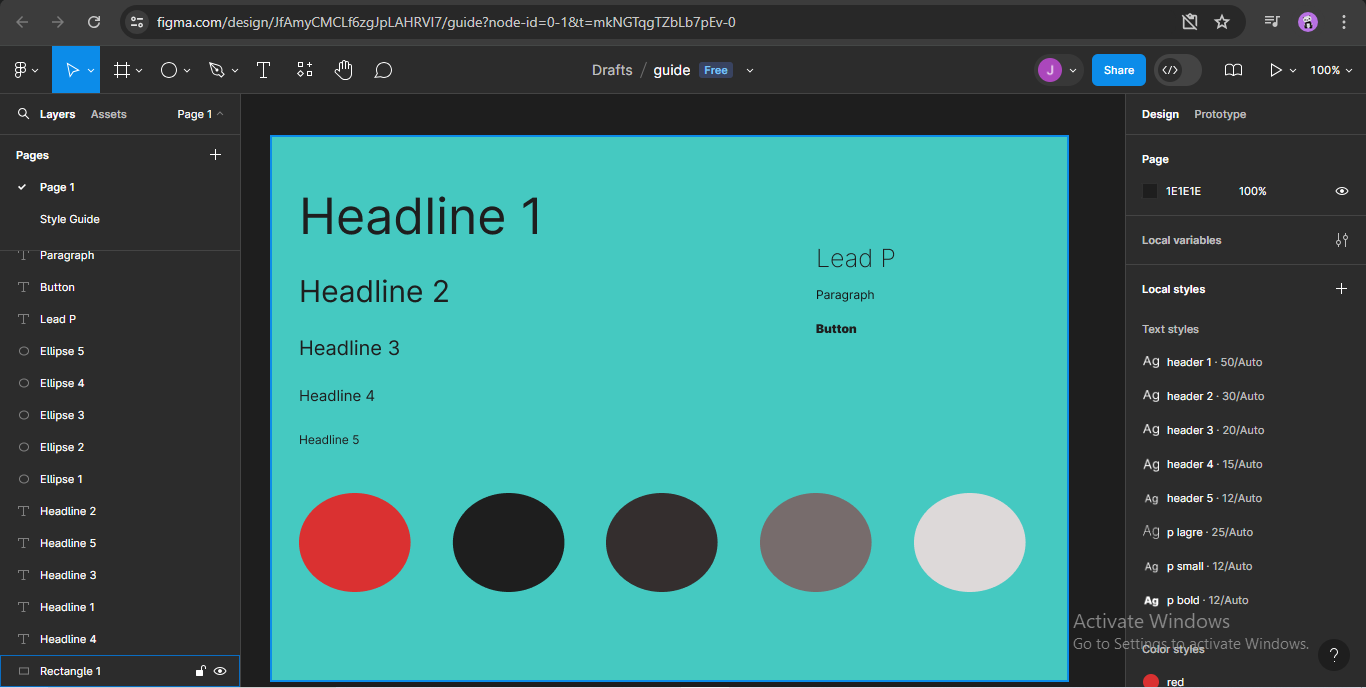 figma.com/design/JfAmyCMCLf6zgJpLAHRVI7/guide?node-id=0-1&t=mkNGTqgTZbLb7pEv-0
Drafts / guide Free
J
Share
100%
Layers Assets Page 1
Pages
Page 1
Style Guide
Paragraph
Button
Lead P
Ellipse 5
Ellipse 4
Ellipse 3
Ellipse 2
Ellipse 1
Headline 2
Headline 5
Headline 3
Headline 1
Headline 4
Rectangle 1
Headline 1
Headline 2
Headline 3
Headline 4
Headline 5
Lead P
Paragraph
Button
Design Prototype
Page
1E1E1E 100%
Local variables
Local styles
Text styles
Ag header 1 · 50/Auto
Ag header 2 · 30/Auto
Ag header 3 · 20/Auto
Ag header 4 · 15/Auto
Ag header 5 · 12/Auto
Ag p lagre · 25/Auto
Ag p small · 12/Auto
Ag p bold · 12/Auto
Activate Windows
Go to Settings to activate Windows.
Color styles
red
?